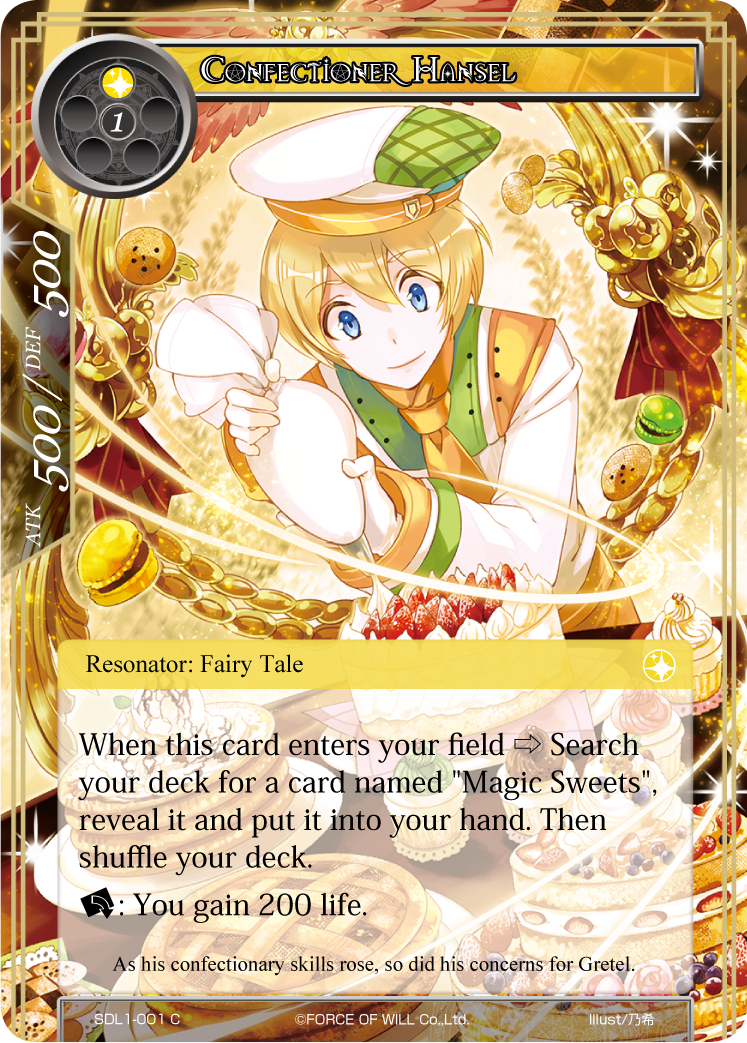 Confectioner Hansel
1
ATK 500 / DEF 500
Resonator: Fairy Tale
When this card enters your field ⇨ Search
your deck for a card named "Magic Sweets",
reveal it and put it into your hand. Then
shuffle your deck.
: You gain 200 life.
As his confectionary skills rose, so did his concerns for Gretel.
SDL1-001 C ©FORCE OF WILL Co.,Ltd. Illust/乃希